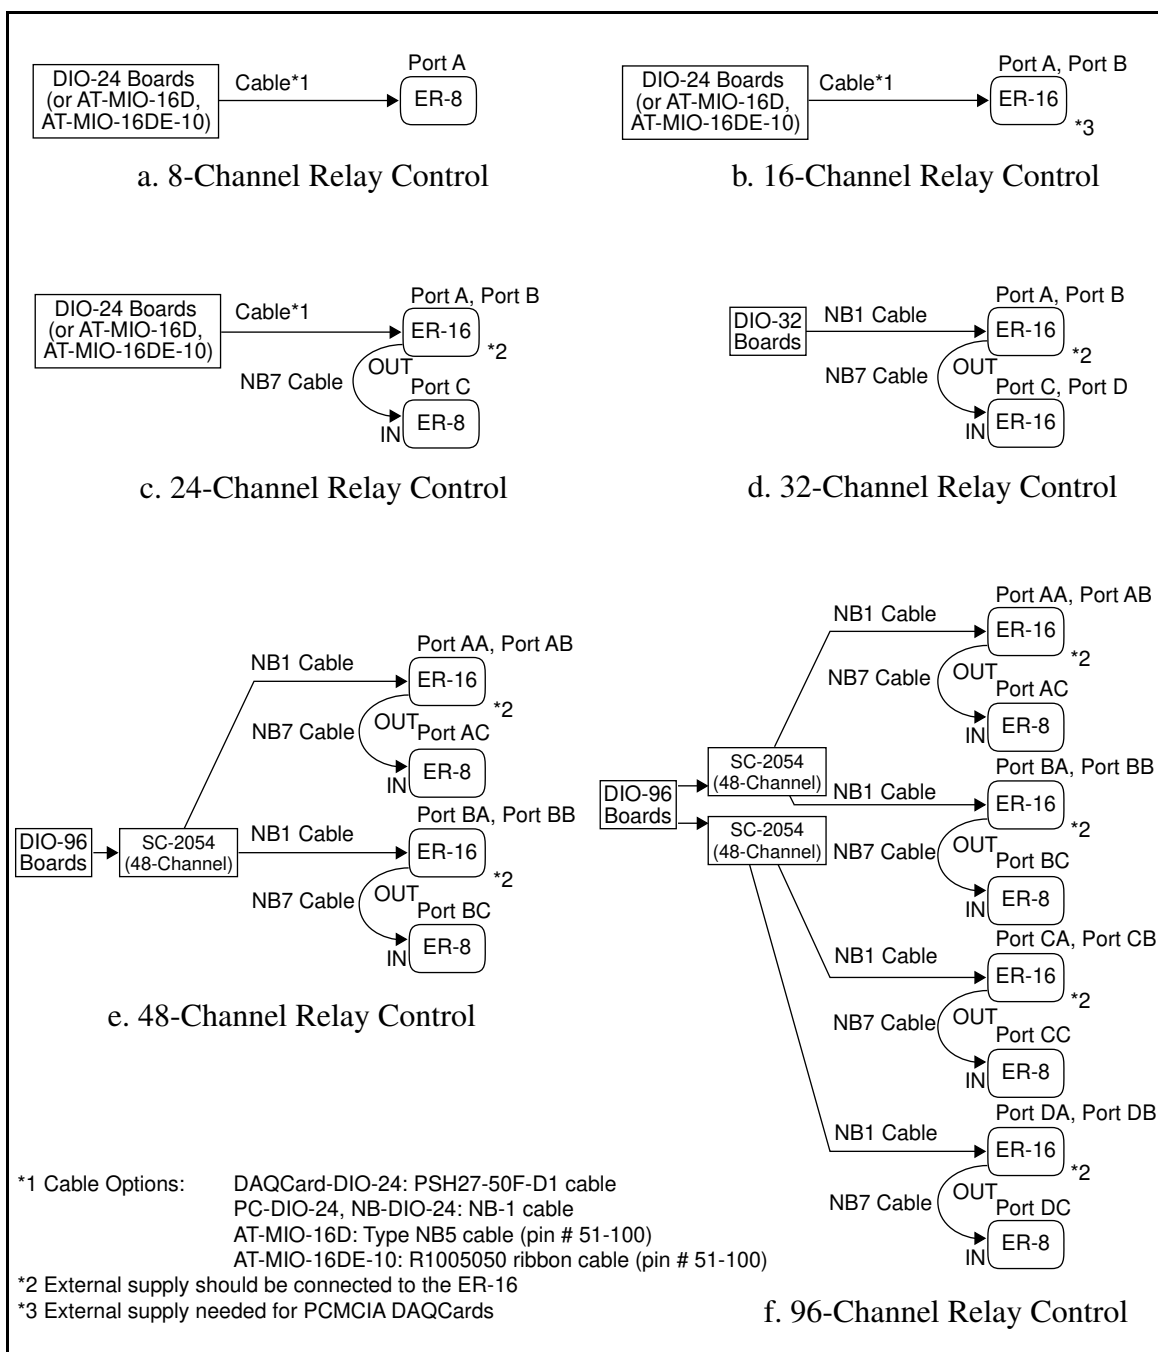 Port A
DIO-24 Boards
(or AT-MIO-16D,
AT-MIO-16DE-10)
Cable*1
ER-8
a. 8-Channel Relay Control
Port A, Port B
DIO-24 Boards
(or AT-MIO-16D,
AT-MIO-16DE-10)
Cable*1
ER-16
*3
b. 16-Channel Relay Control
Port A, Port B
DIO-24 Boards
(or AT-MIO-16D,
AT-MIO-16DE-10)
Cable*1
ER-16
*2
OUT
NB7 Cable
Port C
IN
ER-8
c. 24-Channel Relay Control
Port A, Port B
DIO-32
Boards
NB1 Cable
ER-16
*2
OUT
NB7 Cable
Port C, Port D
IN
ER-16
d. 32-Channel Relay Control
Port AA, Port AB
NB1 Cable
ER-16
*2
OUT
NB7 Cable
Port AC
IN
ER-8
Port BA, Port BB
DIO-96
Boards
SC-2054
(48-Channel)
NB1 Cable
ER-16
*2
OUT
NB7 Cable
Port BC
IN
ER-8
e. 48-Channel Relay Control
Port AA, Port AB
NB1 Cable
ER-16
*2
OUT
NB7 Cable
Port AC
IN
ER-8
DIO-96
Boards
SC-2054
(48-Channel)
Port BA, Port BB
NB1 Cable
ER-16
*2
SC-2054
(48-Channel)
OUT
NB7 Cable
Port BC
IN
ER-8
Port CA, Port CB
NB1 Cable
ER-16
*2
OUT
NB7 Cable
Port CC
IN
ER-8
Port DA, Port DB
NB1 Cable
ER-16
*2
OUT
NB7 Cable
Port DC
IN
ER-8
f. 96-Channel Relay Control
*1 Cable Options: DAQCard-DIO-24: PSH27-50F-D1 cable
PC-DIO-24, NB-DIO-24: NB-1 cable
AT-MIO-16D: Type NB5 cable (pin # 51-100)
AT-MIO-16DE-10: R1005050 ribbon cable (pin # 51-100)
*2 External supply should be connected to the ER-16
*3 External supply needed for PCMCIA DAQCards